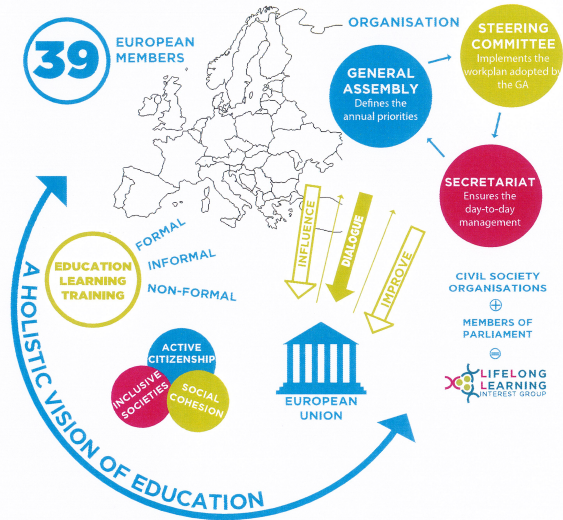 39
EUROPEAN
MEMBERS
ORGANISATION
GENERAL
ASSEMBLY
Defines the
annual priorities
STEERING
COMMITTEE
Implements the
workplan adopted by
the GA
SECRETARIAT
Ensures the
day-to-day
management
INFLUENCE
DIALOGUE
IMPROVE
EDUCATION
LEARNING
TRAINING
FORMAL
INFORMAL
NON-FORMAL
ACTIVE
CITIZENSHIP
INCLUSIVE
SOCIETIES
SOCIAL
COHESION
EUROPEAN
UNION
CIVIL SOCIETY
ORGANISATIONS
+
MEMBERS OF
PARLIAMENT
=
LIFELONG
LEARNING
INTEREST GROUP
A HOLISTIC VISION OF EDUCATION